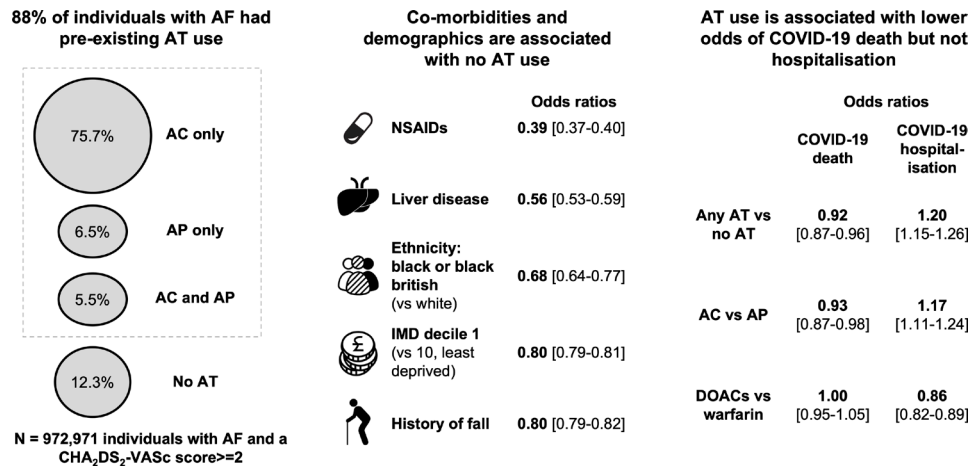 88% of individuals with AF had
pre-existing AT use
75.7%
AC only
6.5%
AP only
5.5%
AC and AP
12.3%
No AT
N = 972,971 individuals with AF and a
CHA₂DS₂-VASc score>=2
Co-morbidities and
demographics are associated
with no AT use
Odds ratios
NSAIDs
0.39 [0.37-0.40]
Liver disease
0.56 [0.53-0.59]
Ethnicity:
black or black
british
(vs white)
0.68 [0.64-0.77]
£
IMD decile 1
(vs 10, least
deprived)
0.80 [0.79-0.81]
History of fall
0.80 [0.79-0.82]
AT use is associated with lower
odds of COVID-19 death but not
hospitalisation
Odds ratios
COVID-19
death
COVID-19
hospital-
isation
Any AT vs
no AT
0.92
[0.87-0.96]
1.20
[1.15-1.26]
AC vs AP
0.93
[0.87-0.98]
1.17
[1.11-1.24]
DOACs vs
warfarin
1.00
[0.95-1.05]
0.86
[0.82-0.89]